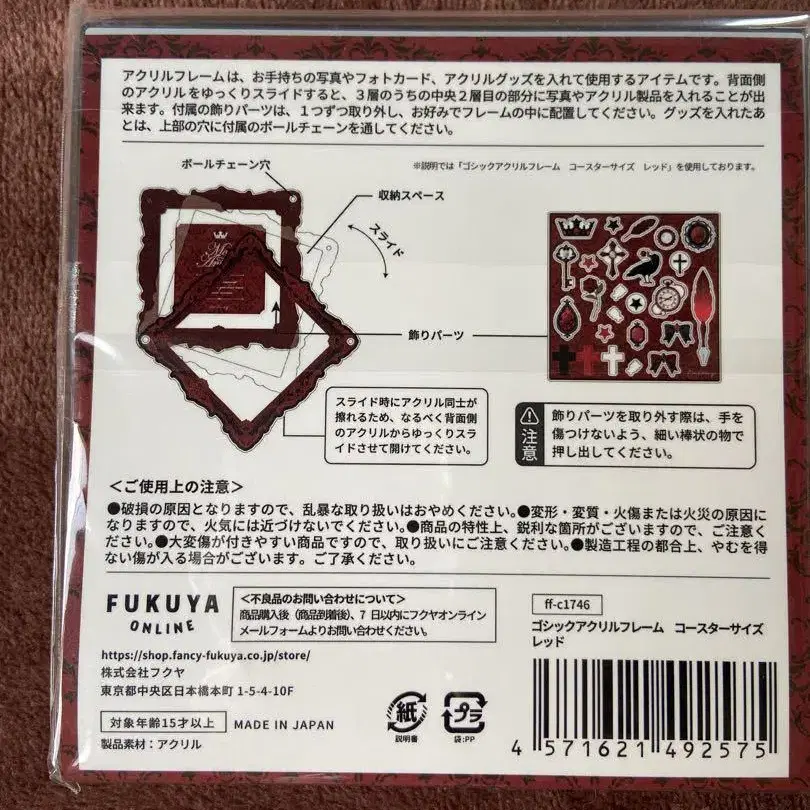 アクリルフレームは、お手持ちの写真やフォトカード、アクリルグッズを入れて使用するアイテムです。背面側
のアクリルをゆっくりスライドすると、3層のうちの中央2層目の部分に写真やアクリル製品を入れることが出
来ます。付属の飾りパーツは、1つずつ取り外し、お好みでフレームの中に配置してください。グッズを入れたあ
とは、上部の穴に付属のボールチェーンを通してください。
ボールチェーン穴
※説明では「ゴシックアクリルフレーム コースターサイズ レッド」を使用しております。
収納スペース
スライド
飾りパーツ
スライド時にアクリル同士が
擦れるため、なるべく背面側
のアクリルからゆっくりスラ
イドさせて開けてください。
注意
飾りパーツを取り外す際は、手を
傷つけないよう、細い棒状の物で
押し出してください。
＜ご使用上の注意＞
●破損の原因となりますので、乱暴な取り扱いはおやめください。●変形・変質・火傷または火災の原因に
なりますので、火気には近づけないでください。●商品の特性上、鋭利な箇所がございますので、ご注意くだ
さい。●大変傷が付きやすい商品ですので、取り扱いにご注意ください。●製造工程の都合上、やむを得
ない傷が入る場合がございます。ご了承ください。
FUKUYA
ONLINE
＜不良品のお問い合わせについて＞
商品購入後（商品到着後）、7日以内にフクヤオンライン
メールフォームよりお問い合わせください。
https://shop.fancy-fukuya.co.jp/store/
株式会社フクヤ
東京都中央区日本橋本町 1-5-4-10F
対象年齢15才以上
MADE IN JAPAN
製品素材：アクリル
紙
説明書
プラ
袋:PP
ff-c1746
ゴシックアクリルフレーム コースターサイズ
レッド
4 571621 492575